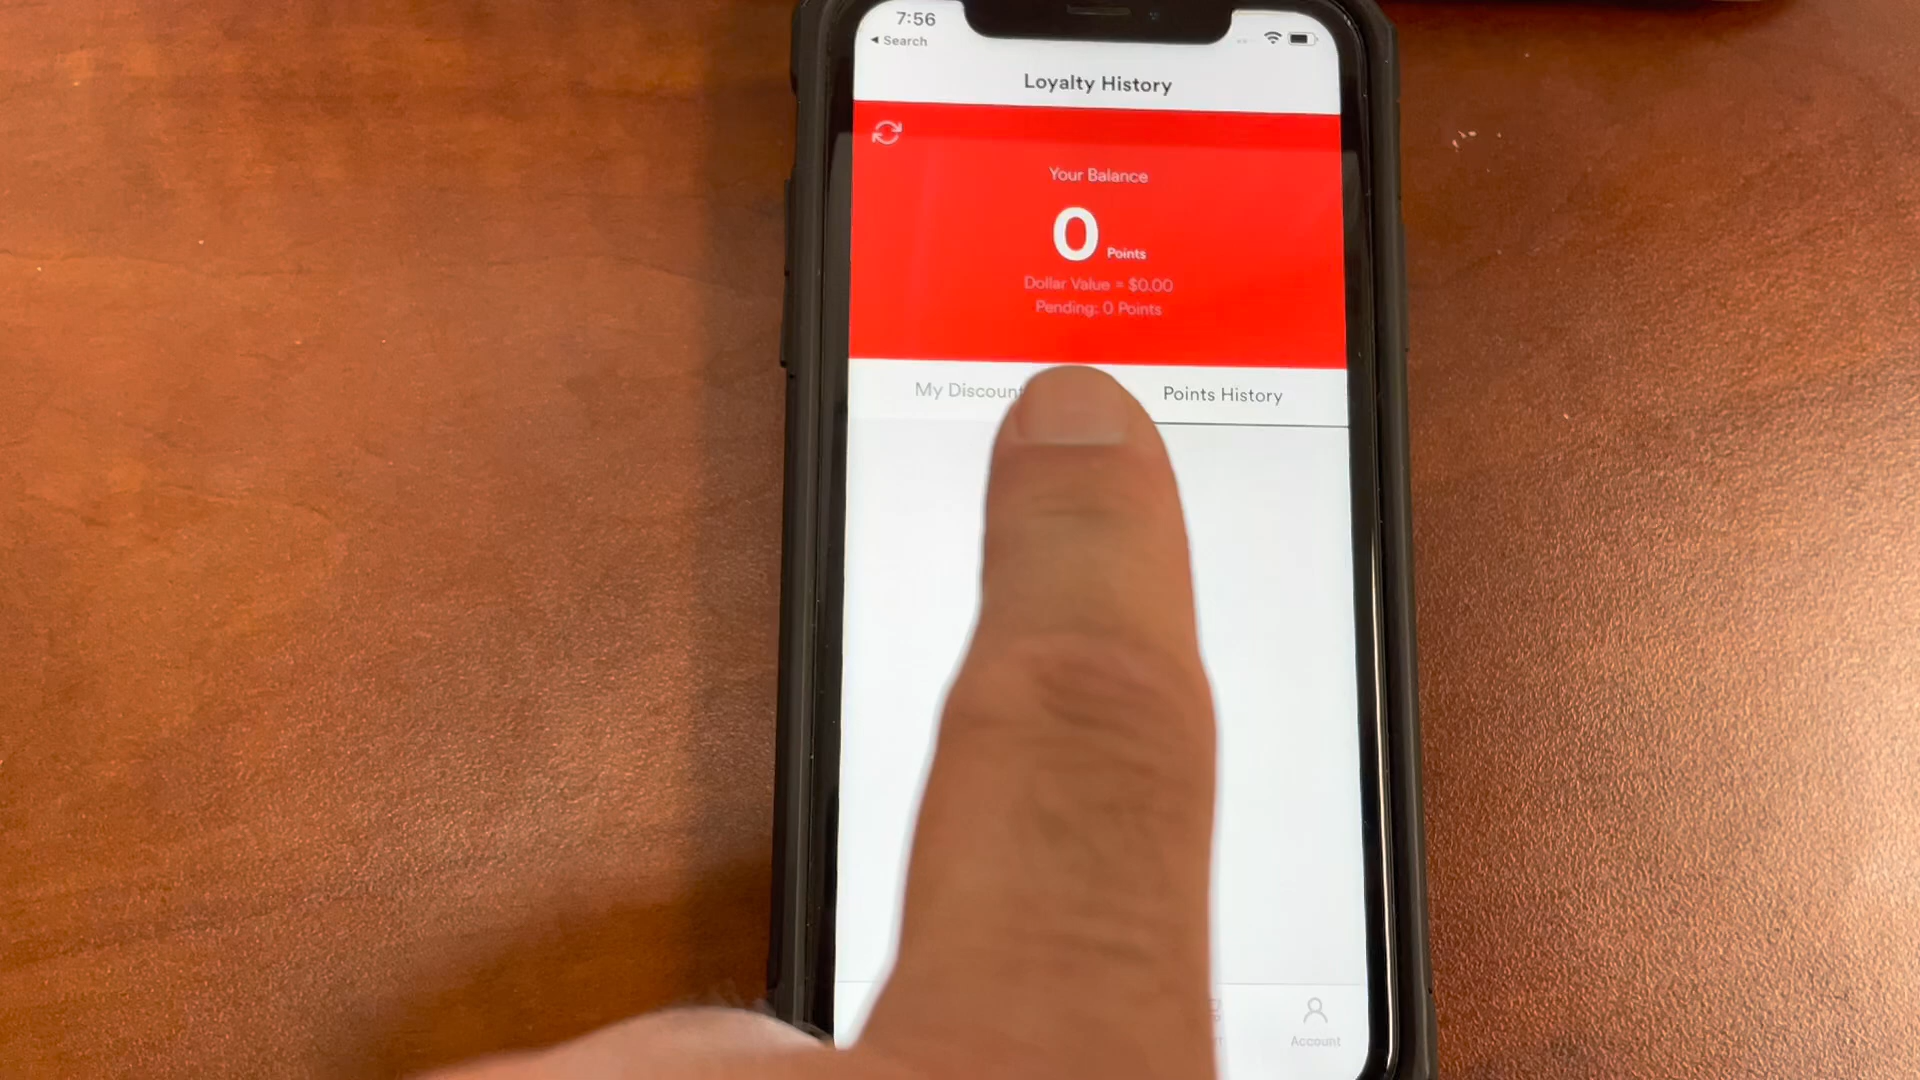 7:56
◀ Search
Loyalty History
Your Balance
0 Points
Dollar Value = $0.00
Pending: 0 Points
My Discount
Points History
Account